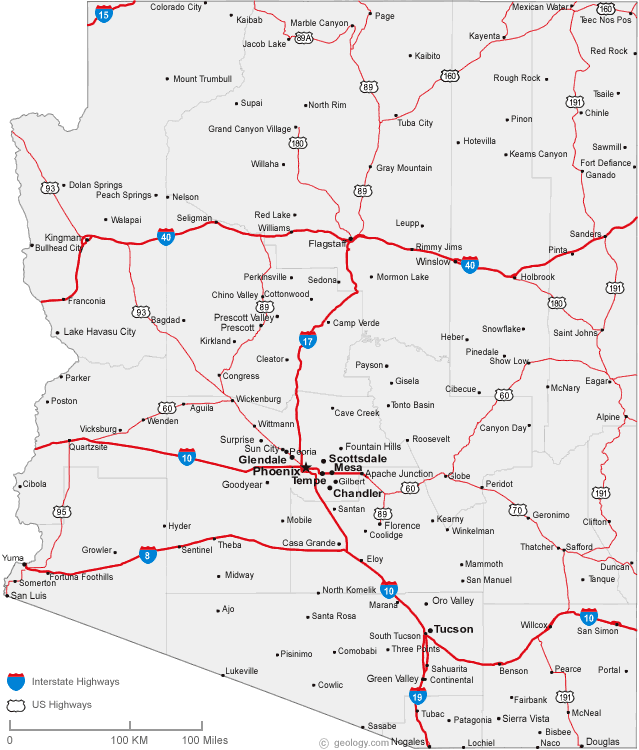 Colorado City
Kaibab
Marble Canyon
Page
Mexican Water
160
Teec Nos Pos
15
Jacob Lake
89A
Kayenta
Red Rock
Kaibito
Mount Trumbull
89
160
Rough Rock
Supai
North Rim
191
Tsaile
Chinle
Tuba City
Pinon
Grand Canyon Village
180
Hotevilla
Sawmill
Keams Canyon
Fort Defiance
Ganado
Willaha
Gray Mountain
93
Dolan Springs
Peach Springs
Nelson
89
Walapai
Seligman
Red Lake
Williams
Leupp
Kingman
Bullhead City
40
Flagstaff
Rimmy Jims
Sanders
Pinta
Winslow
40
Holbrook
Perkinsville
Sedona
Mormon Lake
191
Franconia
Chino Valley
Cottonwood
93
89
180
Bagdad
Prescott Valley
Prescott
Camp Verde
Lake Havasu City
Snowflake
Saint Johns
Kirkland
17
Heber
Cleator
Pinedale
Show Low
Parker
Congress
Payson
Gisela
Eagar
Cibecue
McNary
Poston
60
Wickenburg
60
Aguila
Cave Creek
Tonto Basin
Alpine
Vicksburg
Wenden
Wittmann
Canyon Day
Quartzsite
Surprise
Roosevelt
Sun City
Peoria
Fountain Hills
10
Glendale
Scottsdale
Phoenix
Mesa
Apache Junction
Globe
Cibola
Goodyear
Tempe
Gilbert
Chandler
60
Peridot
191
95
Santan
89
70
Geronimo
Hyder
Mobile
Florence
Coolidge
Kearny
Winkelman
Clifton
Growler
8
Sentinel
Theba
Casa Grande
Thatcher
Safford
Yuma
Eloy
Mammoth
Duncan
Fortuna Foothills
Somerton
Midway
San Manuel
Tanque
San Luis
North Komelik
10
Marana
Oro Valley
Ajo
Santa Rosa
10
Willcox
San Simon
South Tucson
Tucson
Pisinimo
Comobabi
Three Points
Lukeville
Sahuarita
Benson
Pearce
Portal
Green Valley
Continental
Interstate Highways
Cowlic
19
191
US Highways
Fairbank
McNeal
Tubac
Patagonia
Sierra Vista
Sasabe
Bisbee
0
100 KM
100 Miles
© geology.com
Nogales
Lochiel
Naco
Douglas